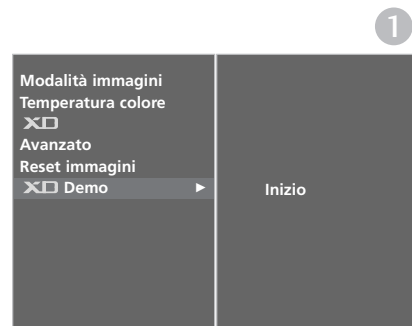 1
Modalità immagini
Temperatura colore
XD
Avanzato
Reset immagini
XD Demo ►
Inizio